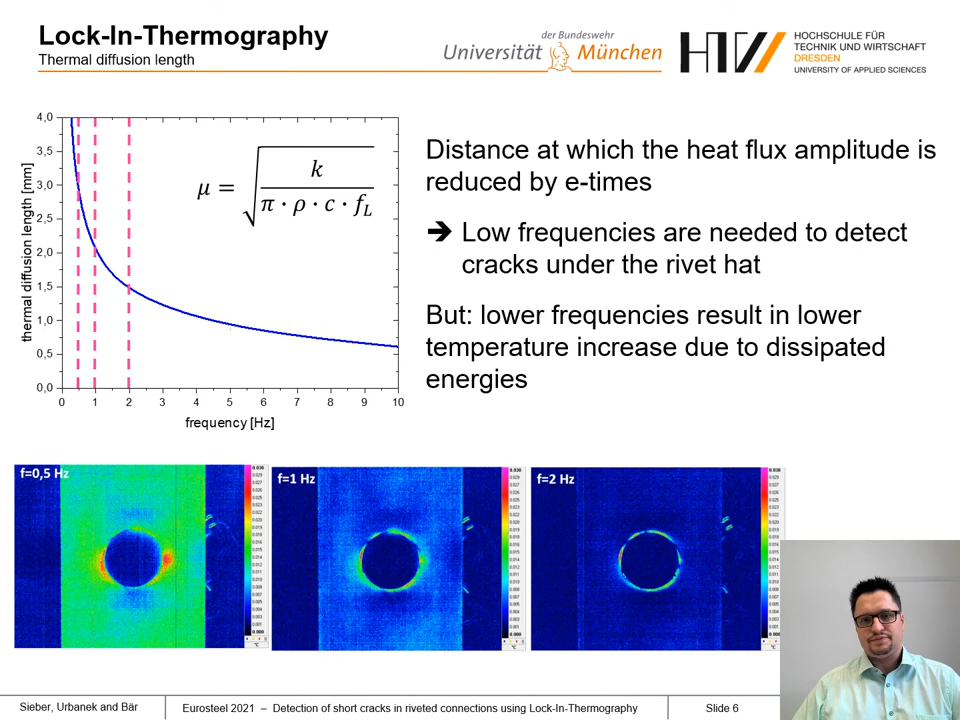 Lock-In-Thermography
Thermal diffusion length
der Bundeswehr
Universität München
HTW
HOCHSCHULE FÜR
TECHNIK UND WIRTSCHAFT
DRESDEN
UNIVERSITY OF APPLIED SCIENCES
4,0
3,5
3,0
2,5
2,0
1,5
1,0
0,5
0,0
thermal diffusion length [mm]
0 1 2 3 4 5 6 7 8 9 10
frequency [Hz]
μ = √(k / (π · ρ · c · f_L))
Distance at which the heat flux amplitude is
reduced by e-times
➔ Low frequencies are needed to detect
cracks under the rivet hat
But: lower frequencies result in lower
temperature increase due to dissipated
energies
f=0,5 Hz
f=1 Hz
f=2 Hz
Sieber, Urbanek and Bär
Eurosteel 2021 – Detection of short cracks in riveted connections using Lock-In-Thermography
Slide 6